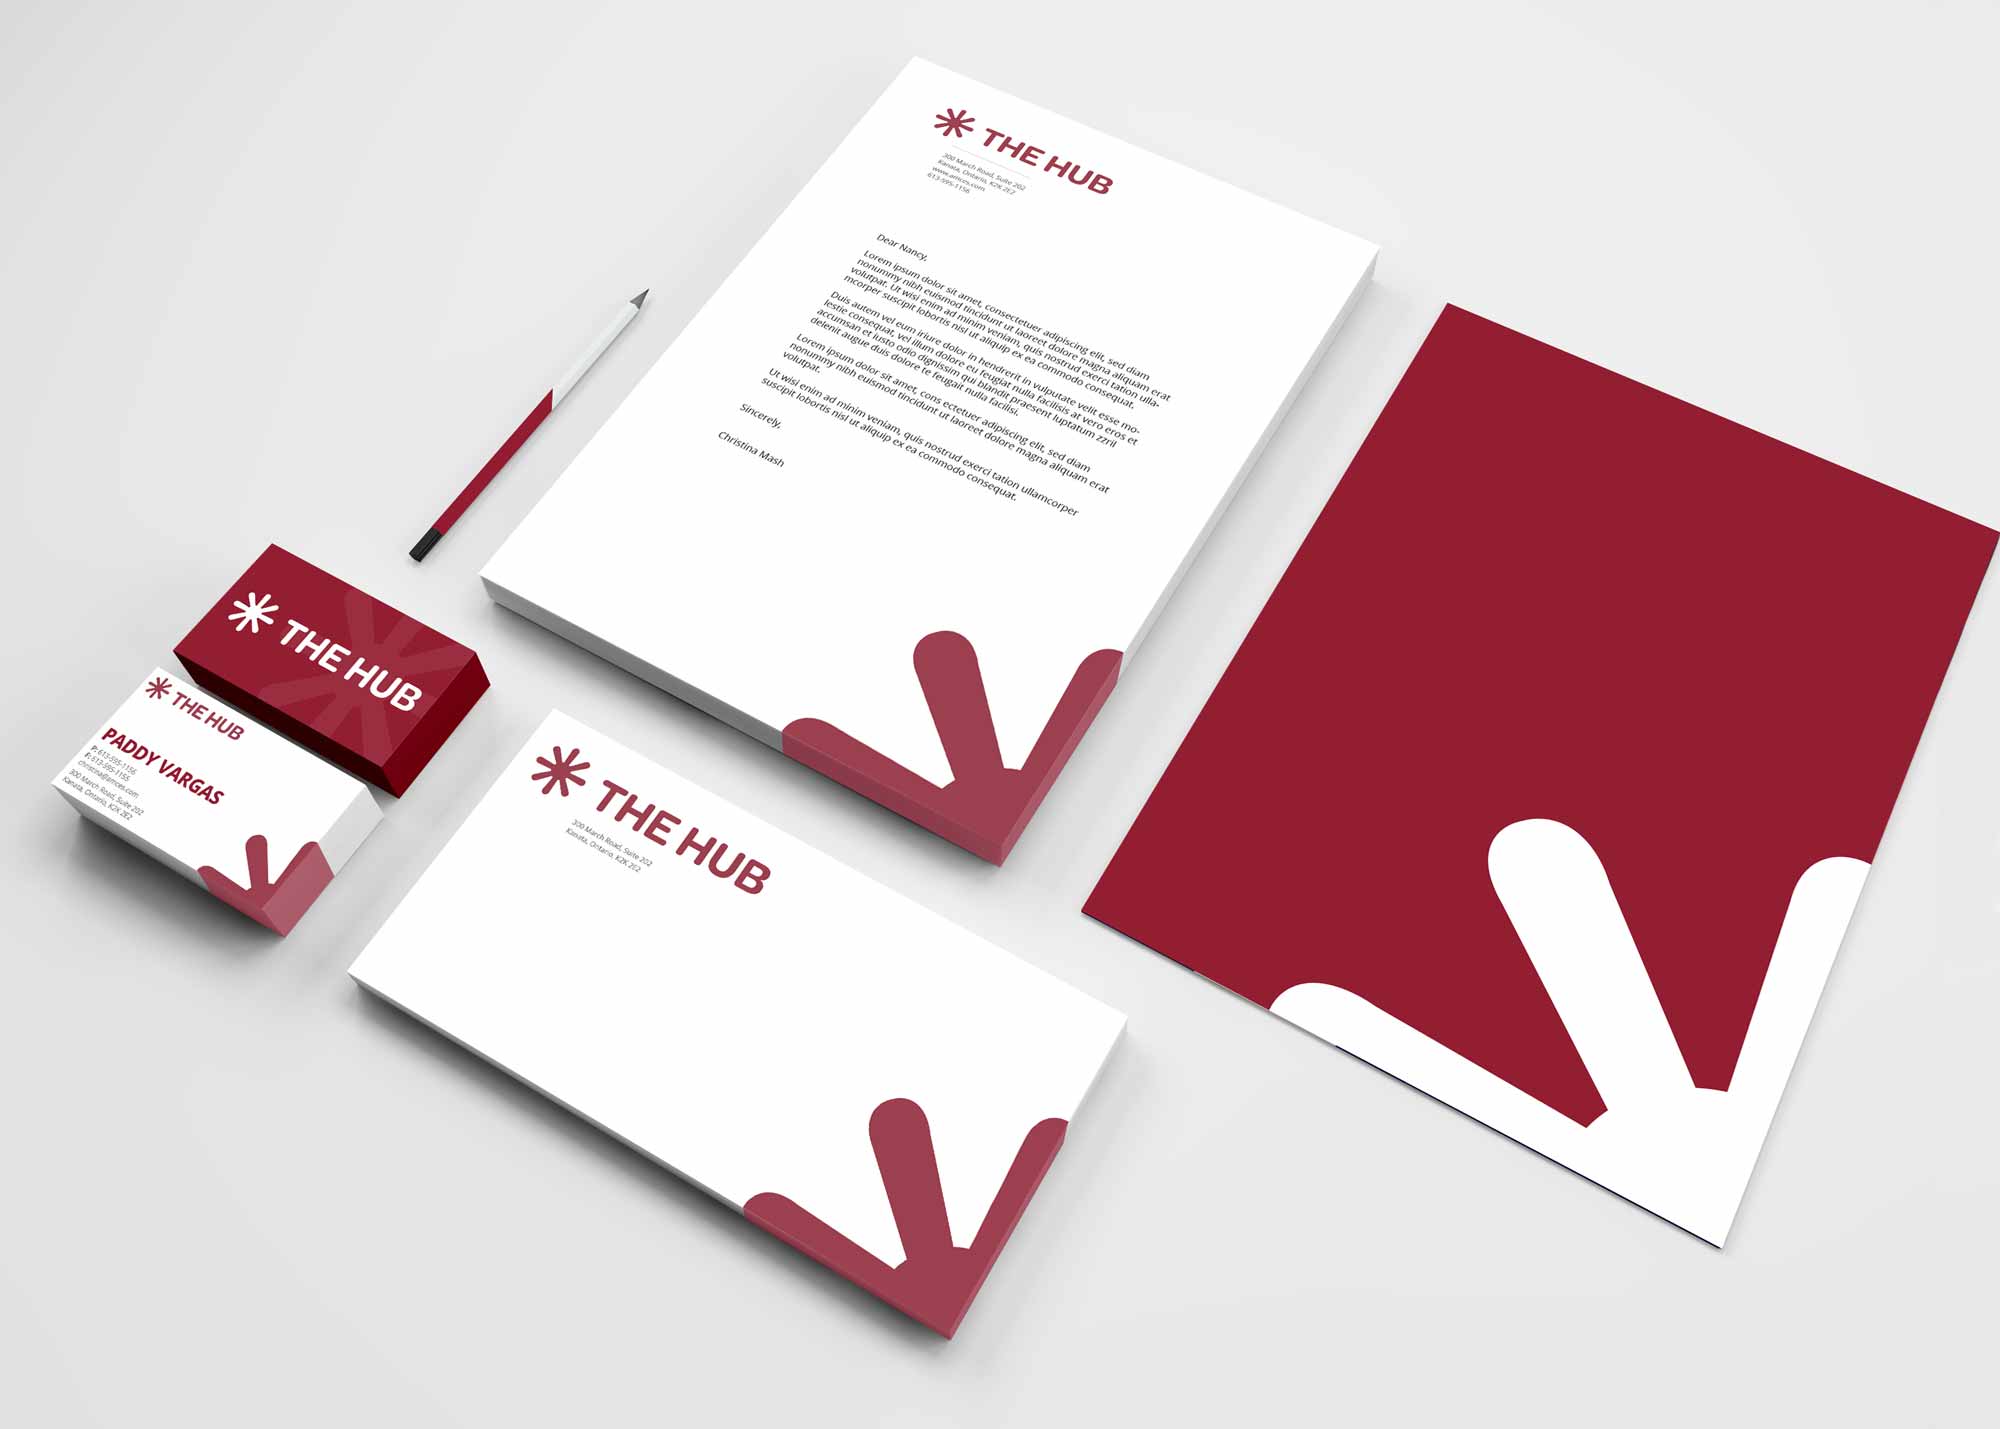 THE HUB
300 March Road, Suite 202
Kanata, Ontario, K2K 2E2
www.amces.com
613-595-1156
Dear Nancy,
Lorem ipsum dolor sit amet, consectetuer adipiscing elit, sed diam
nonummy nibh euismod tincidunt ut laoreet dolore magna aliquam erat
volutpat. Ut wisi enim ad minim veniam, quis nostrud exerci tation ulla-
mcorper suscipit lobortis nisl ut aliquip ex ea commodo consequat.
Duis autem vel eum iriure dolor in hendrerit in vulputate velit esse mo-
lestie consequat, vel illum dolore eu feugiat nulla facilisis at vero eros et
accumsan et iusto odio dignissim qui blandit praesent luptatum zzril
delenit augue duis dolore te feugait nulla facilisi.
Lorem ipsum dolor sit amet, cons ectetuer adipiscing elit, sed diam
nonummy nibh euismod tincidunt ut laoreet dolore magna aliquam erat
volutpat.
Ut wisi enim ad minim veniam, quis nostrud exerci tation ullamcorper
suscipit lobortis nisl ut aliquip ex ea commodo consequat.
Sincerely,
Christina Mash
THE HUB
THE HUB
PADDY VARGAS
P: 613-595-1156
F: 613-595-1155
christina@amces.com
300 March Road, Suite 202
Kanata, Ontario, K2K 2E2
THE HUB
300 March Road, Suite 202
Kanata, Ontario, K2K 2E2